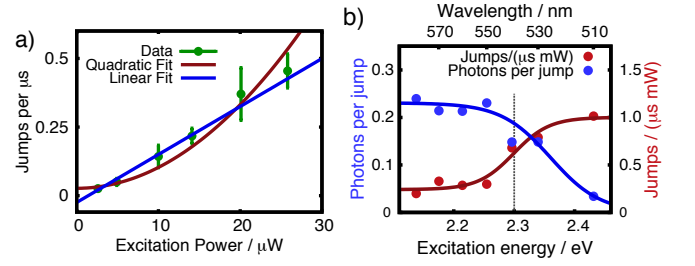 a)
Jumps per μs
0.5
0.25
0
Data
Quadratic Fit
Linear Fit
0 10 20 30
Excitation Power / μW
b)
Wavelength / nm
570 550 530 510
Photons per jump
0.3
0.2
0.1
0
Jumps/(μs mW)
Photons per jump
1.5
1.0
0.5
0
Jumps / (μs mW)
2.2 2.3 2.4
Excitation energy / eV